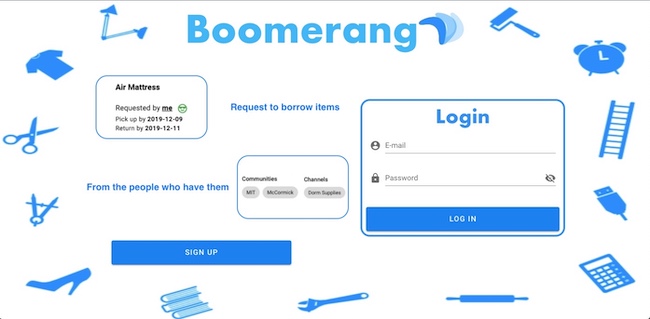 Boomerang
Air Mattress
Requested by me
Pick up by 2019-12-09
Return by 2019-12-11
Request to borrow items
From the people who have them
Communities
MIT McCormick
Channels
Dorm Supplies
SIGN UP
Login
E-mail
Password
LOG IN